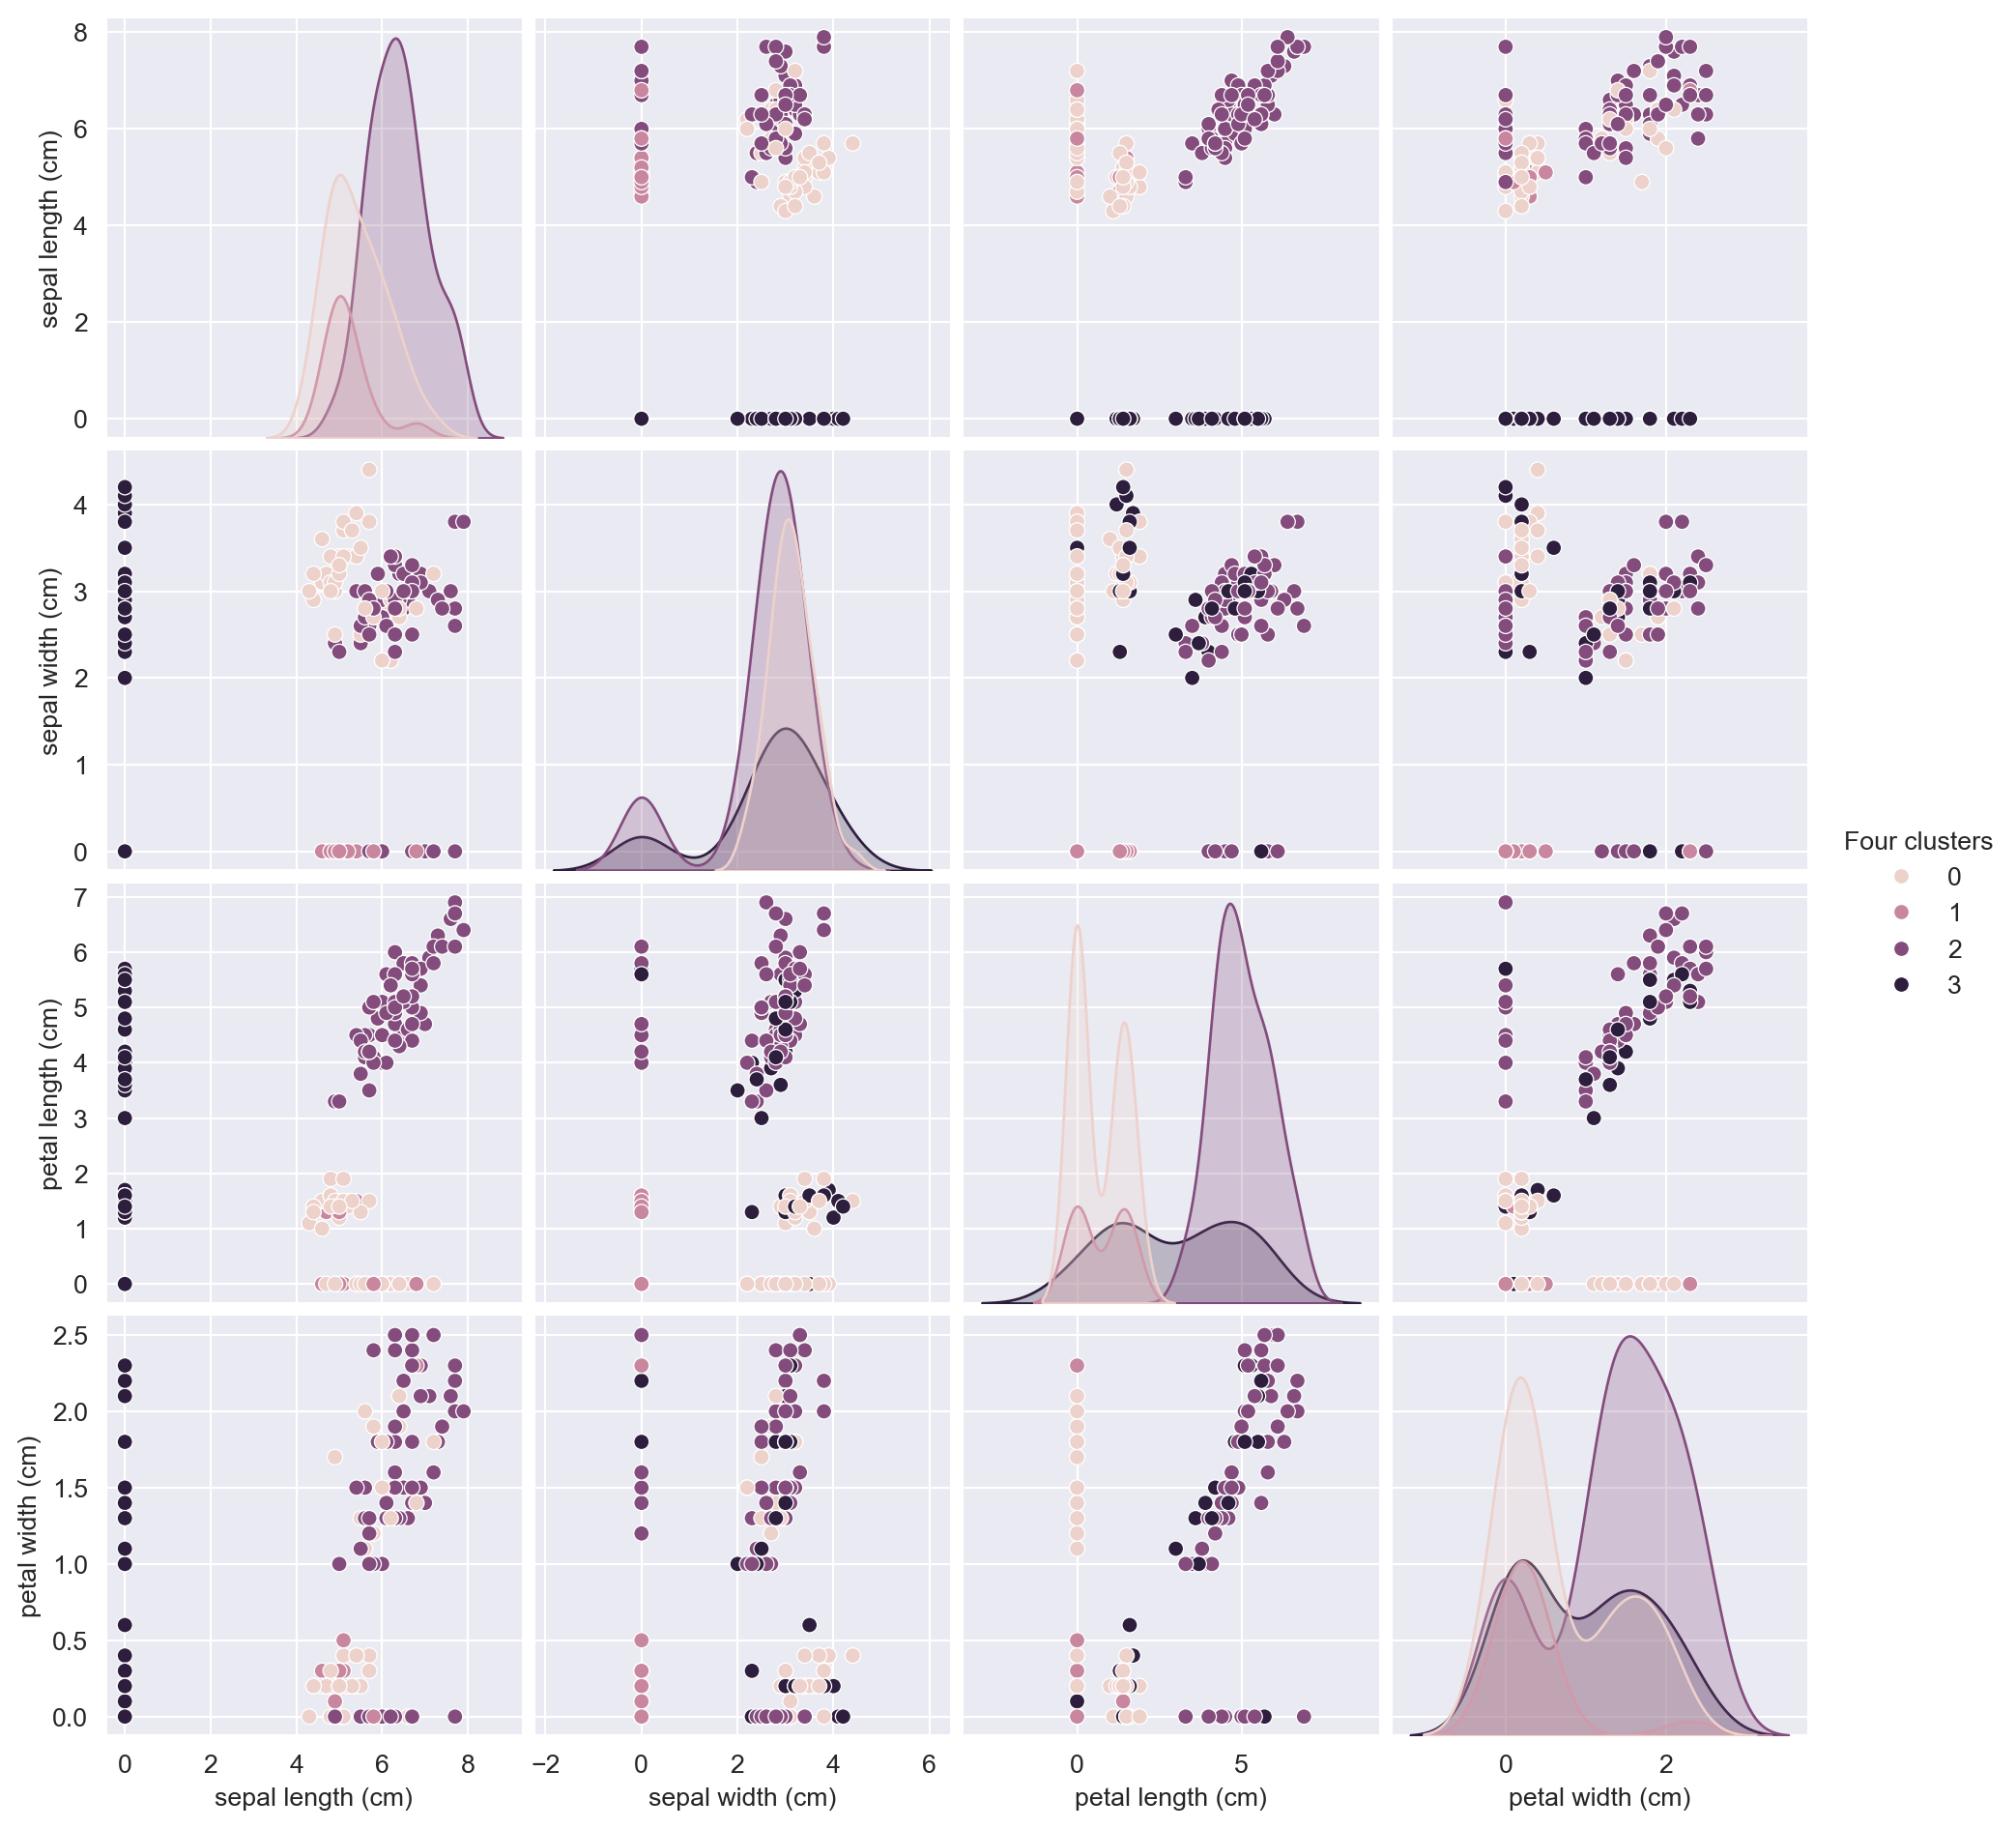 8
6
4
2
0
sepal length (cm)
4
3
2
1
0
sepal width (cm)
7
6
5
4
3
2
1
0
petal length (cm)
2.5
2.0
1.5
1.0
0.5
0.0
petal width (cm)
0 2 4 6 8
−2 0 2 4 6
0 5
0 2
sepal length (cm)
sepal width (cm)
petal length (cm)
petal width (cm)
Four clusters
0
1
2
3